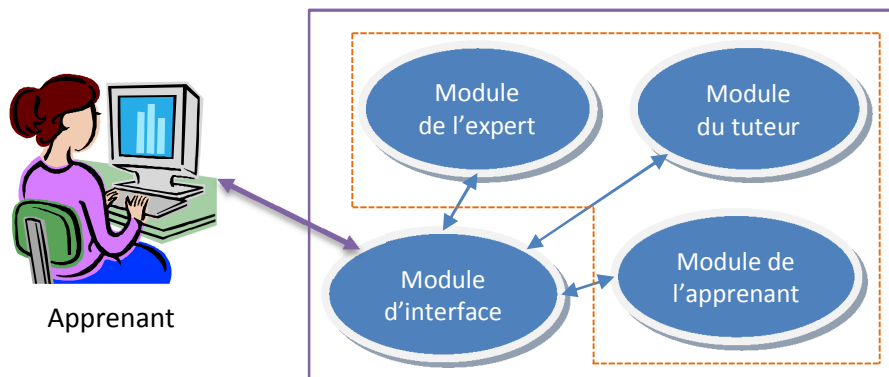 Module
de l’expert
Module
du tuteur
Module
d’interface
Module de
l’apprenant
Apprenant